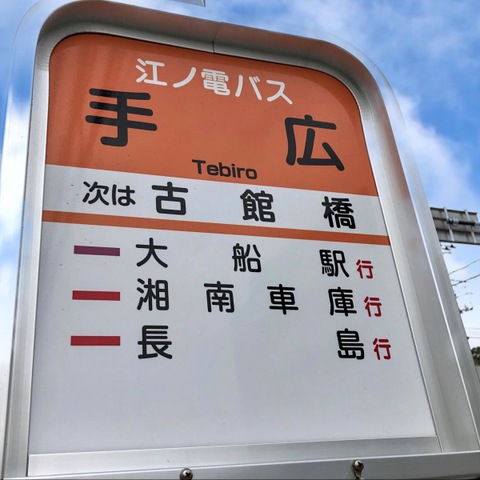 江ノ電バス
手広
Tebiro
次は 古館橋
大船駅行
湘南車庫行
長島行